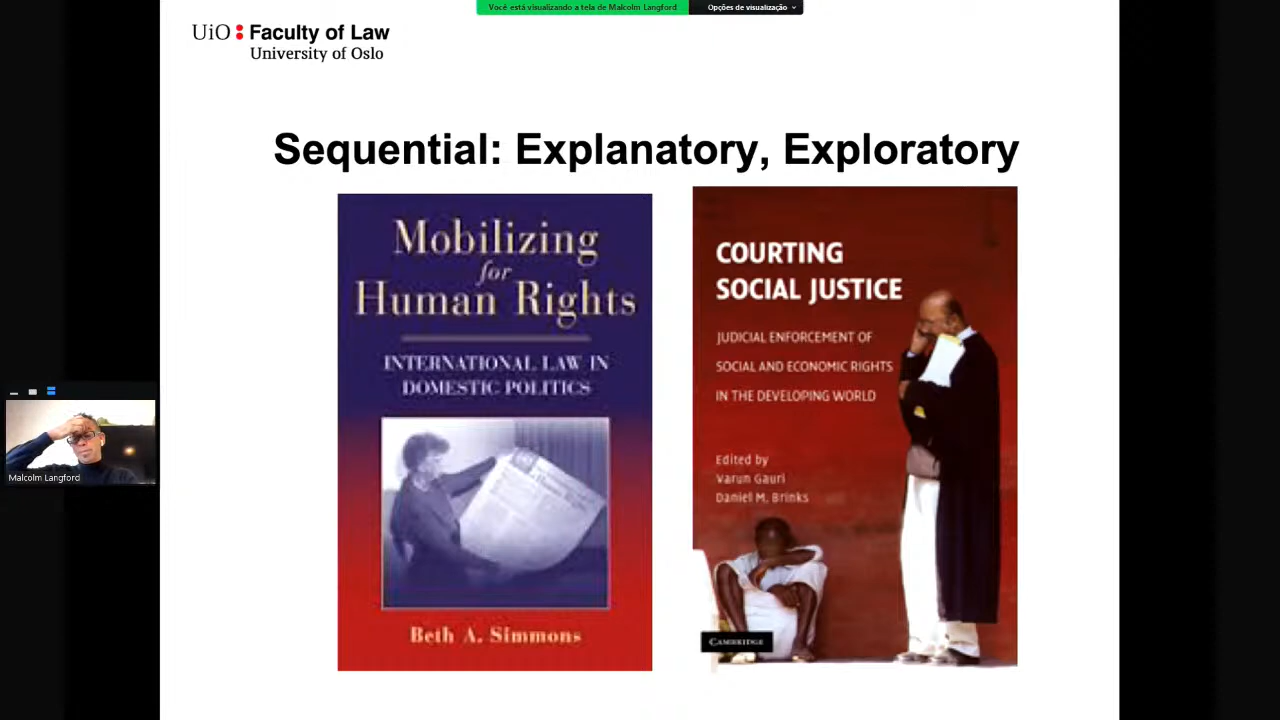 Você está visualizando a tela de Malcolm Langford
Opções de visualização
UiO: Faculty of Law
University of Oslo
Sequential: Explanatory, Exploratory
Mobilizing
for
Human Rights
INTERNATIONAL LAW IN
DOMESTIC POLITICS
Beth A. Simmons
COURTING
SOCIAL JUSTICE
JUDICIAL ENFORCEMENT OF
SOCIAL AND ECONOMIC RIGHTS
IN THE DEVELOPING WORLD
Edited by
Varun Gauri
Daniel M. Brinks
CAMBRIDGE
Malcolm Langford